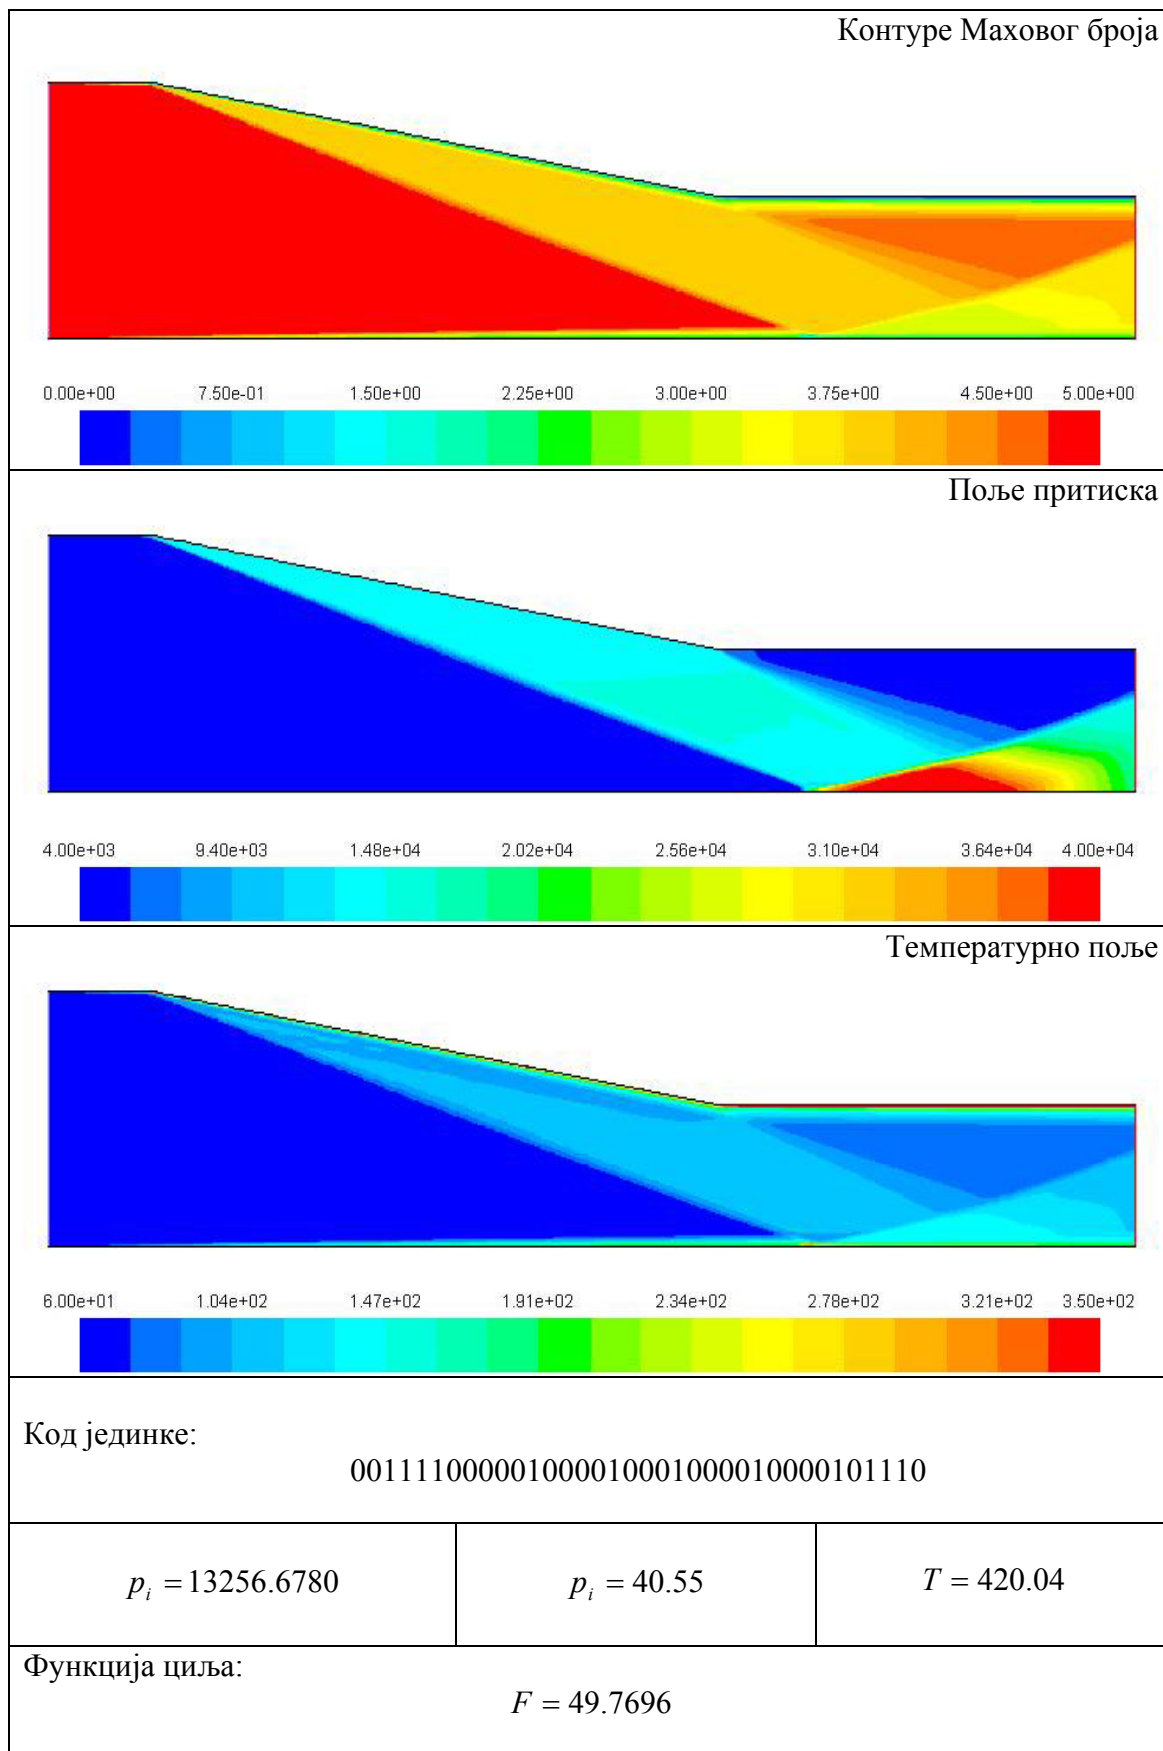 Контуре Маховог броја
0.00e+00 7.50e-01 1.50e+00 2.25e+00 3.00e+00 3.75e+00 4.50e+00 5.00e+00
Поље притиска
4.00e+03 9.40e+03 1.48e+04 2.02e+04 2.56e+04 3.10e+04 3.64e+04 4.00e+04
Температурно поље
6.00e+01 1.04e+02 1.47e+02 1.91e+02 2.34e+02 2.78e+02 3.21e+02 3.50e+02
Код јединке:
001111000001000010001000010000101110
p_i = 13256.6780 p_i = 40.55 T = 420.04
Функција циља:
F = 49.7696